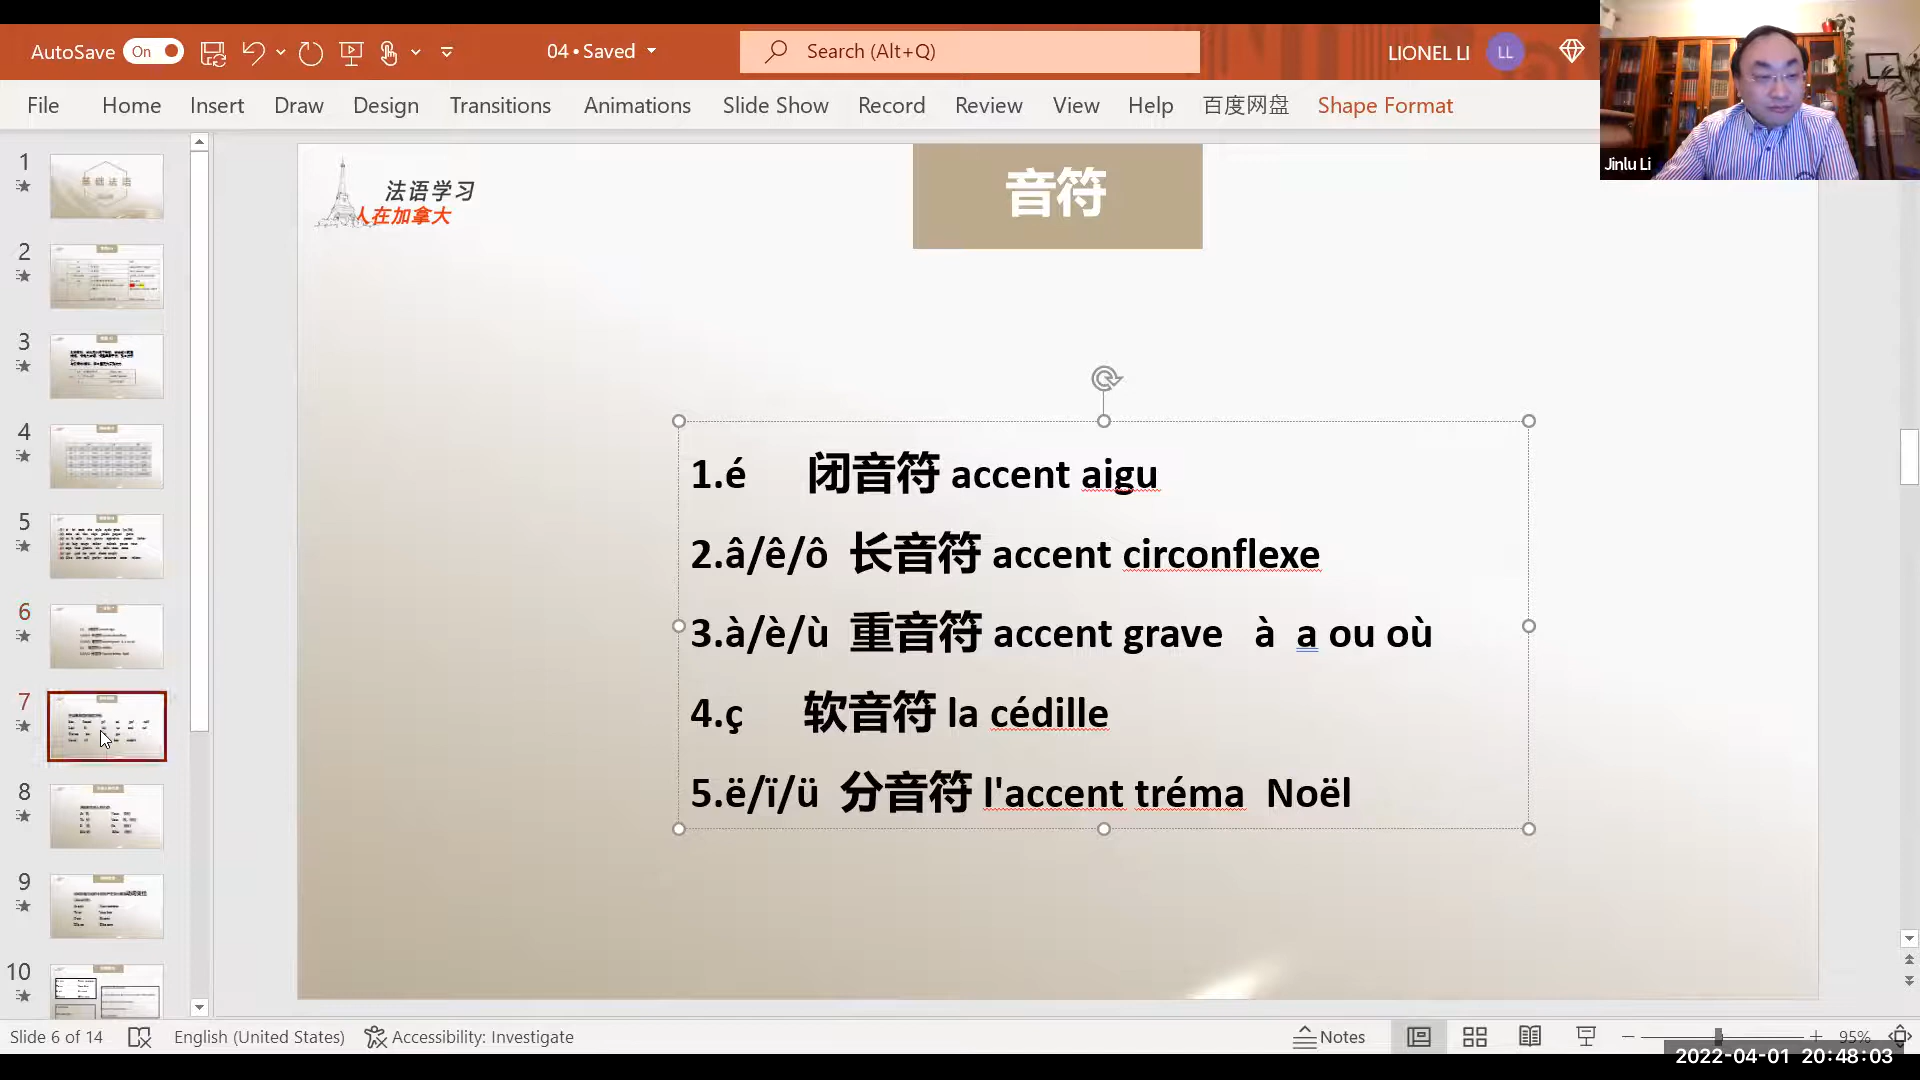 AutoSave On 04 • Saved Search (Alt+Q) LIONEL LI LL
File Home Insert Draw Design Transitions Animations Slide Show Record Review View Help 百度网盘 Shape Format
Jinlu Li
法语学习
人在加拿大
音符
1.é 闭音符 accent aigu
2.â/ê/ô 长音符 accent circonflexe
3.à/è/ù 重音符 accent grave à a ou où
4.ç 软音符 la cédille
5.ë/ï/ü 分音符 l'accent tréma Noël
1
基础法语
2
3
4
5
6
7
8
9
10
Slide 6 of 14 English (United States) Accessibility: Investigate Notes 95%
2022-04-01 20:48:03